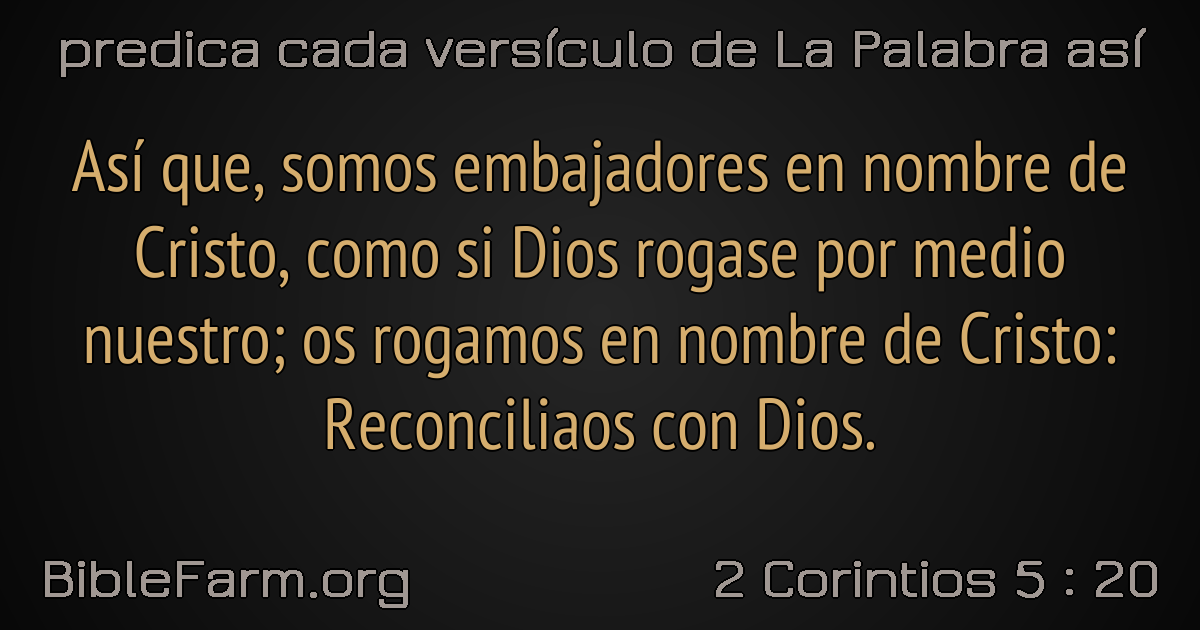 predica cada versículo de La Palabra así
Así que, somos embajadores en nombre de
Cristo, como si Dios rogase por medio
nuestro; os rogamos en nombre de Cristo:
Reconciliaos con Dios.
BibleFarm.org
2 Corintios 5 : 20